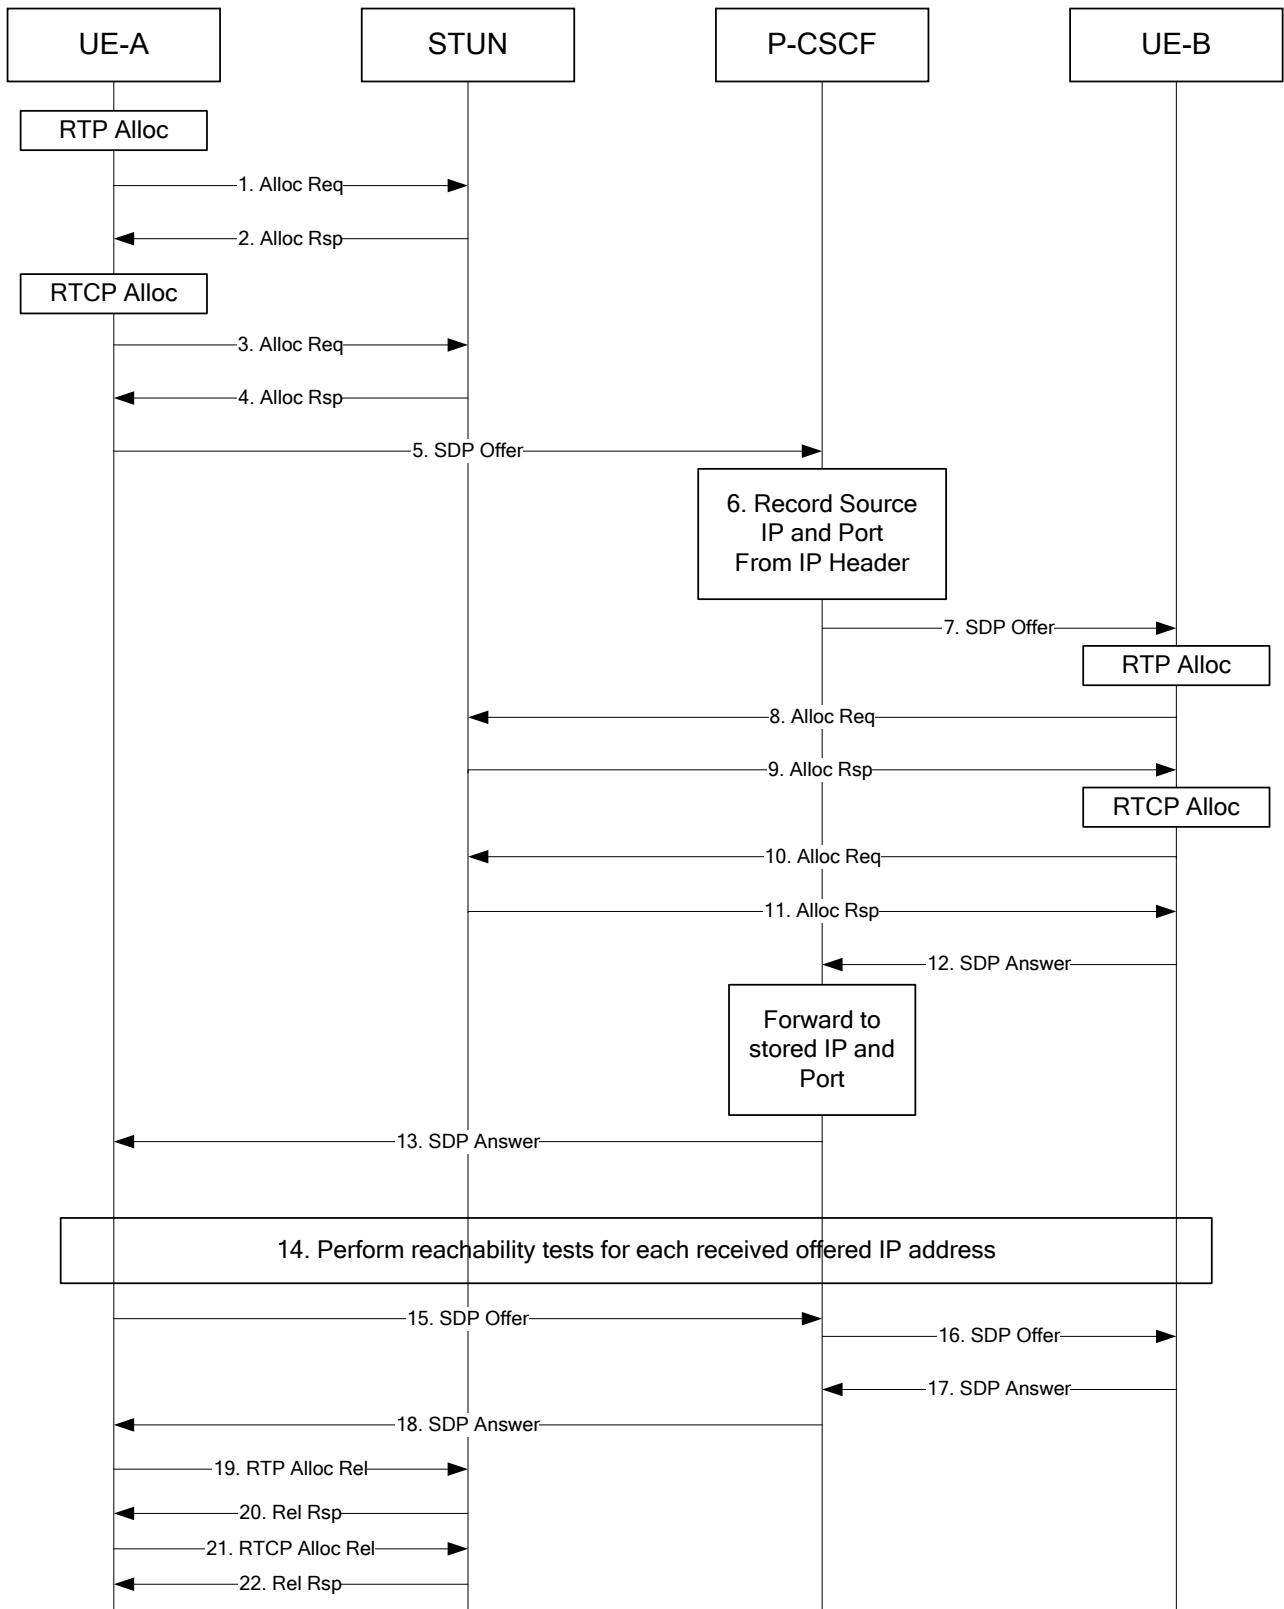 UE-A
STUN
P-CSCF
UE-B
RTP Alloc
1. Alloc Req
2. Alloc Rsp
RTCP Alloc
3. Alloc Req
4. Alloc Rsp
5. SDP Offer
6. Record Source
IP and Port
From IP Header
7. SDP Offer
RTP Alloc
8. Alloc Req
9. Alloc Rsp
RTCP Alloc
10. Alloc Req
11. Alloc Rsp
12. SDP Answer
Forward to
stored IP and
Port
13. SDP Answer
14. Perform reachability tests for each received offered IP address
15. SDP Offer
16. SDP Offer
17. SDP Answer
18. SDP Answer
19. RTP Alloc Rel
20. Rel Rsp
21. RTCP Alloc Rel
22. Rel Rsp